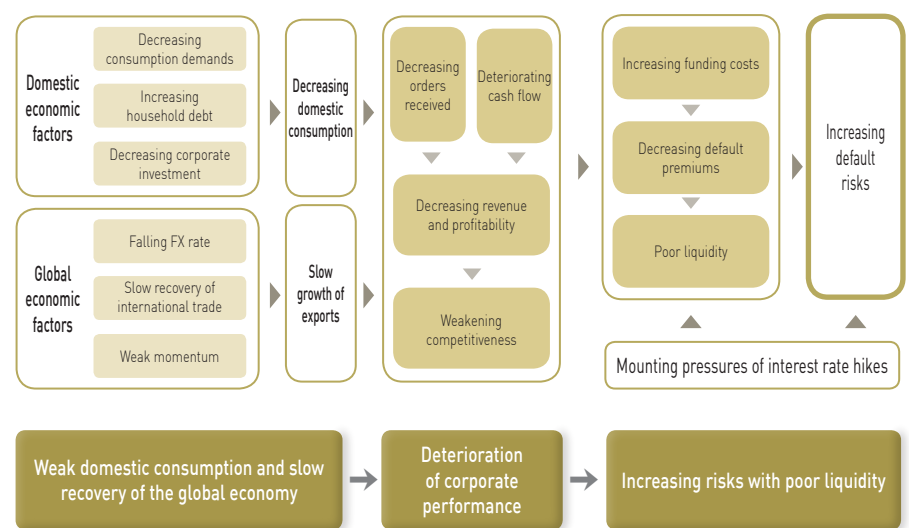 Domestic
economic
factors
Decreasing
consumption demands
Increasing
household debt
Decreasing corporate
investment
Decreasing
domestic
consumption
Global
economic
factors
Falling FX rate
Slow recovery of
international trade
Weak momentum
Slow
growth of
exports
Decreasing
orders
received
Deteriorating
cash flow
Decreasing revenue
and profitability
Weakening
competitiveness
Increasing funding costs
Decreasing default
premiums
Poor liquidity
Increasing
default
risks
Mounting pressures of interest rate hikes
Weak domestic consumption and slow
recovery of the global economy
Deterioration
of corporate
performance
Increasing risks with poor liquidity